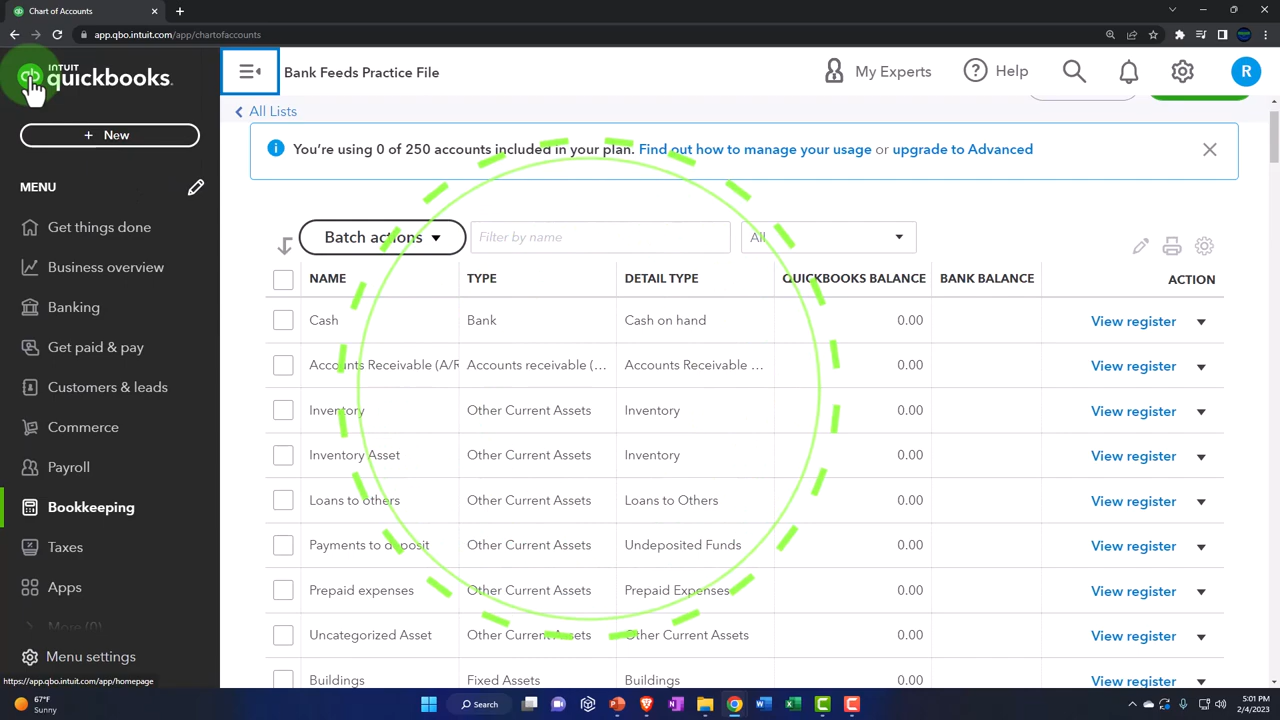 Chart of Accounts
app.qbo.intuit.com/app/chartofaccounts
INTUIT
quickbooks.
Bank Feeds Practice File
My Experts
Help
R
+ New
All Lists
You're using 0 of 250 accounts included in your plan. Find out how to manage your usage or upgrade to Advanced
MENU
Get things done
Business overview
Banking
Get paid & pay
Customers & leads
Commerce
Payroll
Bookkeeping
Taxes
Apps
More (0)
Menu settings
Batch actions
Filter by name
All
NAME TYPE DETAIL TYPE QUICKBOOKS BALANCE BANK BALANCE ACTION
Cash Bank Cash on hand 0.00 View register
Accounts Receivable (A/R Accounts receivable (... Accounts Receivable ... 0.00 View register
Inventory Other Current Assets Inventory 0.00 View register
Inventory Asset Other Current Assets Inventory 0.00 View register
Loans to others Other Current Assets Loans to Others 0.00 View register
Payments to deposit Other Current Assets Undeposited Funds 0.00 View register
Prepaid expenses Other Current Assets Prepaid Expenses 0.00 View register
Uncategorized Asset Other Current Assets Other Current Assets 0.00 View register
Buildings Fixed Assets Buildings 0.00 View register
https://app.qbo.intuit.com/app/homepage
67°F
Sunny
Search
5:01 PM
2/4/2023